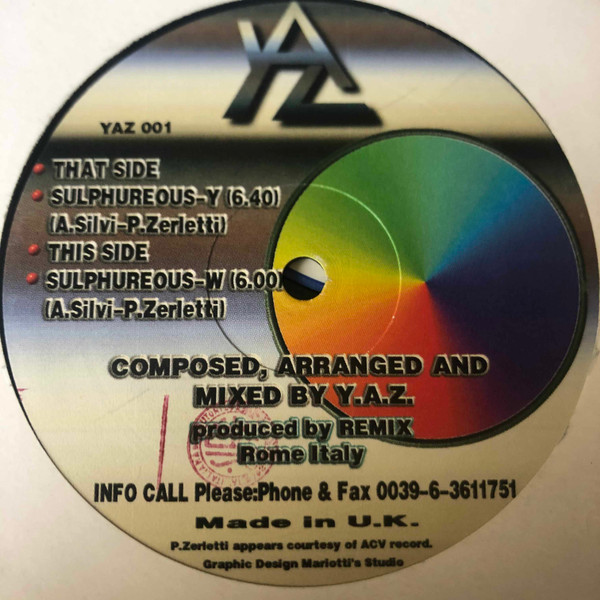 YAZ
YAZ 001
THAT SIDE
SULPHUREOUS-Y (6.40)
(A.Silvi-P.Zerletti)
THIS SIDE
SULPHUREOUS-W (6.00)
(A.Silvi-P.Zerletti)
COMPOSED, ARRANGED AND
MIXED BY Y.A.Z.
produced by REMIX
Rome Italy
INFO CALL Please:Phone & Fax 0039-6-3611751
Made in U.K.
P.Zerletti appears courtesy of ACV record.
Graphic Design Mariotti's Studio